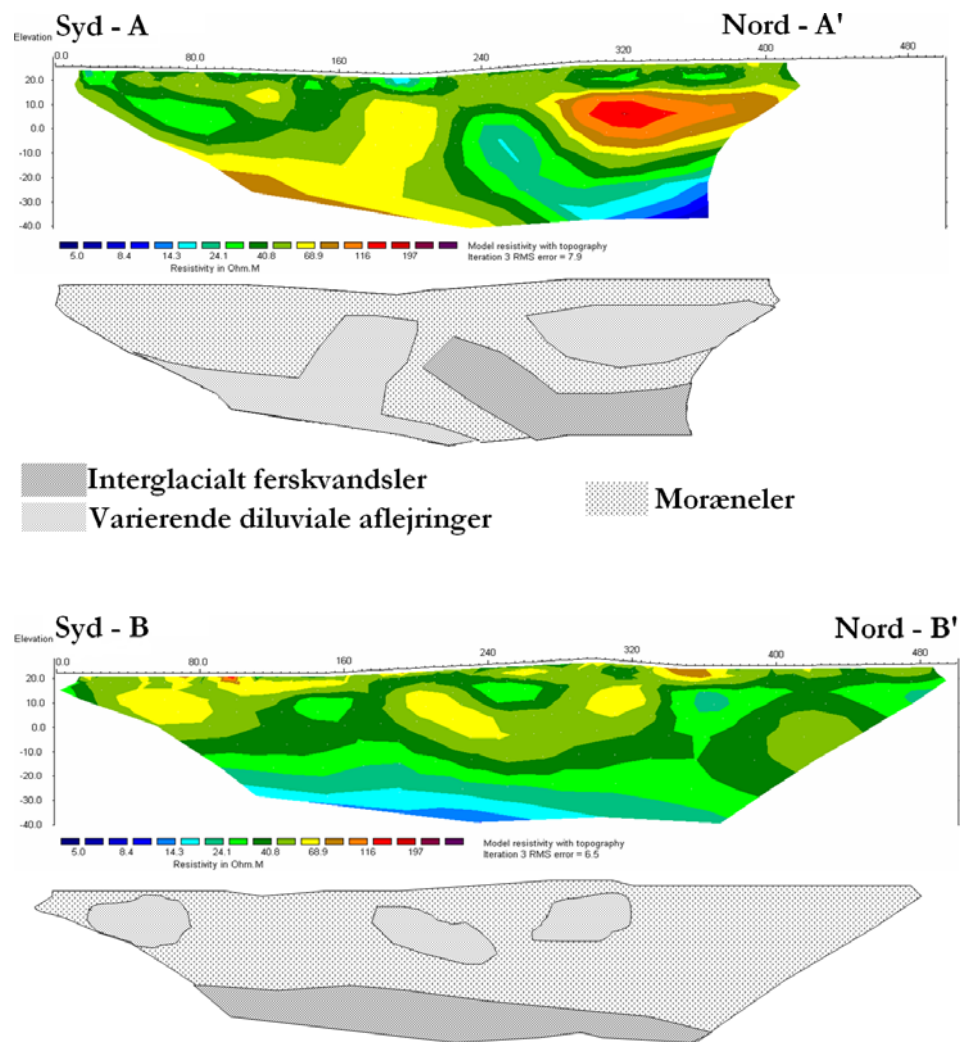 Syd - A
Nord - A'
Elevation
0.0 80.0 160 240 320 400 480
20.0
10.0
0.0
-10.0
-20.0
-30.0
-40.0
5.0 8.4 14.3 24.1 40.8 68.9 116 197
Resistivity in Ohm.M
Model resistivity with topography
Iteration 3 RMS error = 7.9
Interglacialt ferskvandsler
Varierende diluviale aflejringer
Moræneler
Syd - B
Nord - B'
Elevation
0.0 80.0 160 240 320 400 480
20.0
10.0
0.0
-10.0
-20.0
-30.0
-40.0
5.0 8.4 14.3 24.1 40.8 68.9 116 197
Resistivity in Ohm.M
Model resistivity with topography
Iteration 3 RMS error = 6.5